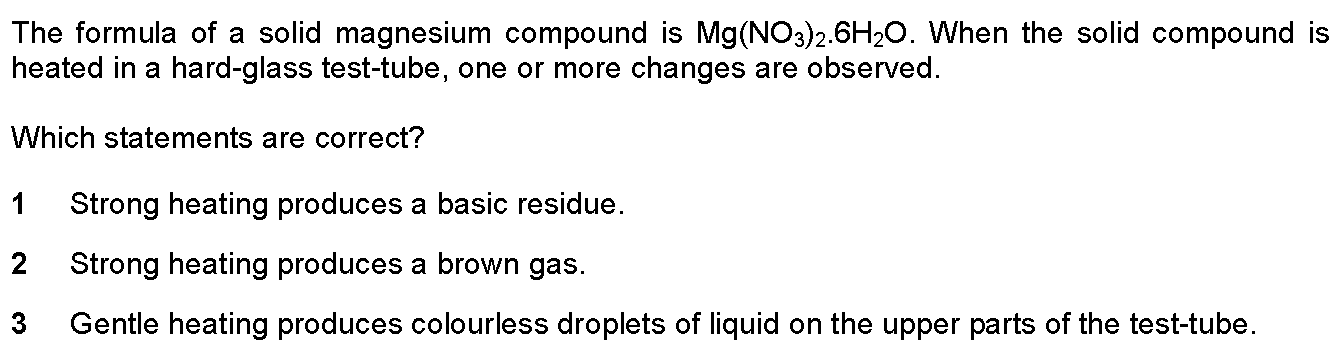 The formula of a solid magnesium compound is Mg(NO₃)₂.6H₂O. When the solid compound is
heated in a hard-glass test-tube, one or more changes are observed.
Which statements are correct?
1 Strong heating produces a basic residue.
2 Strong heating produces a brown gas.
3 Gentle heating produces colourless droplets of liquid on the upper parts of the test-tube.